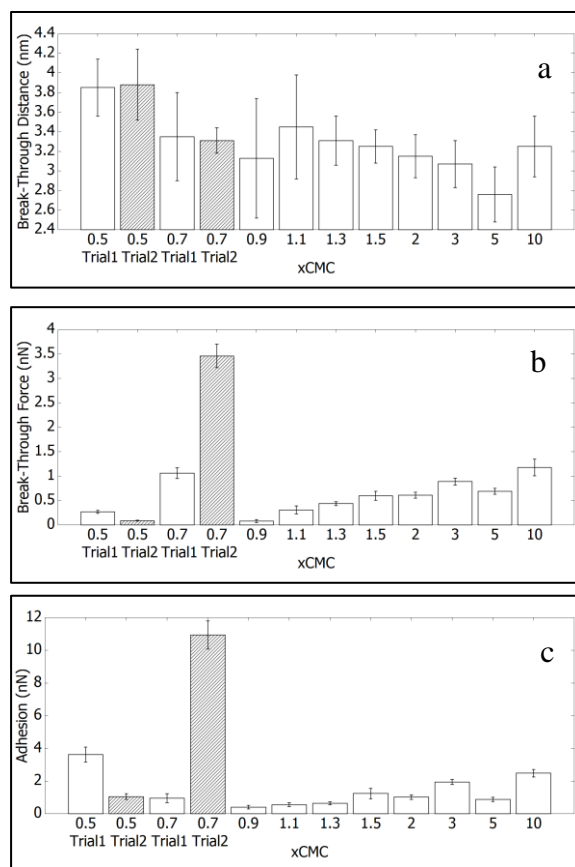 4.4
4.2
4
3.8
3.6
3.4
3.2
3
2.8
2.6
2.4
Break-Through Distance (nm)
a
0.5 0.5 0.7 0.7 0.9 1.1 1.3 1.5 2 3 5 10
Trial1 Trial2 Trial1 Trial2
xCMC
4
3.5
3
2.5
2
1.5
1
0.5
0
Break-Through Force (nN)
b
0.5 0.5 0.7 0.7 0.9 1.1 1.3 1.5 2 3 5 10
Trial1 Trial2 Trial1 Trial2
xCMC
12
10
8
6
4
2
0
Adhesion (nN)
c
0.5 0.5 0.7 0.7 0.9 1.1 1.3 1.5 2 3 5 10
Trial1 Trial2 Trial1 Trial2
xCMC